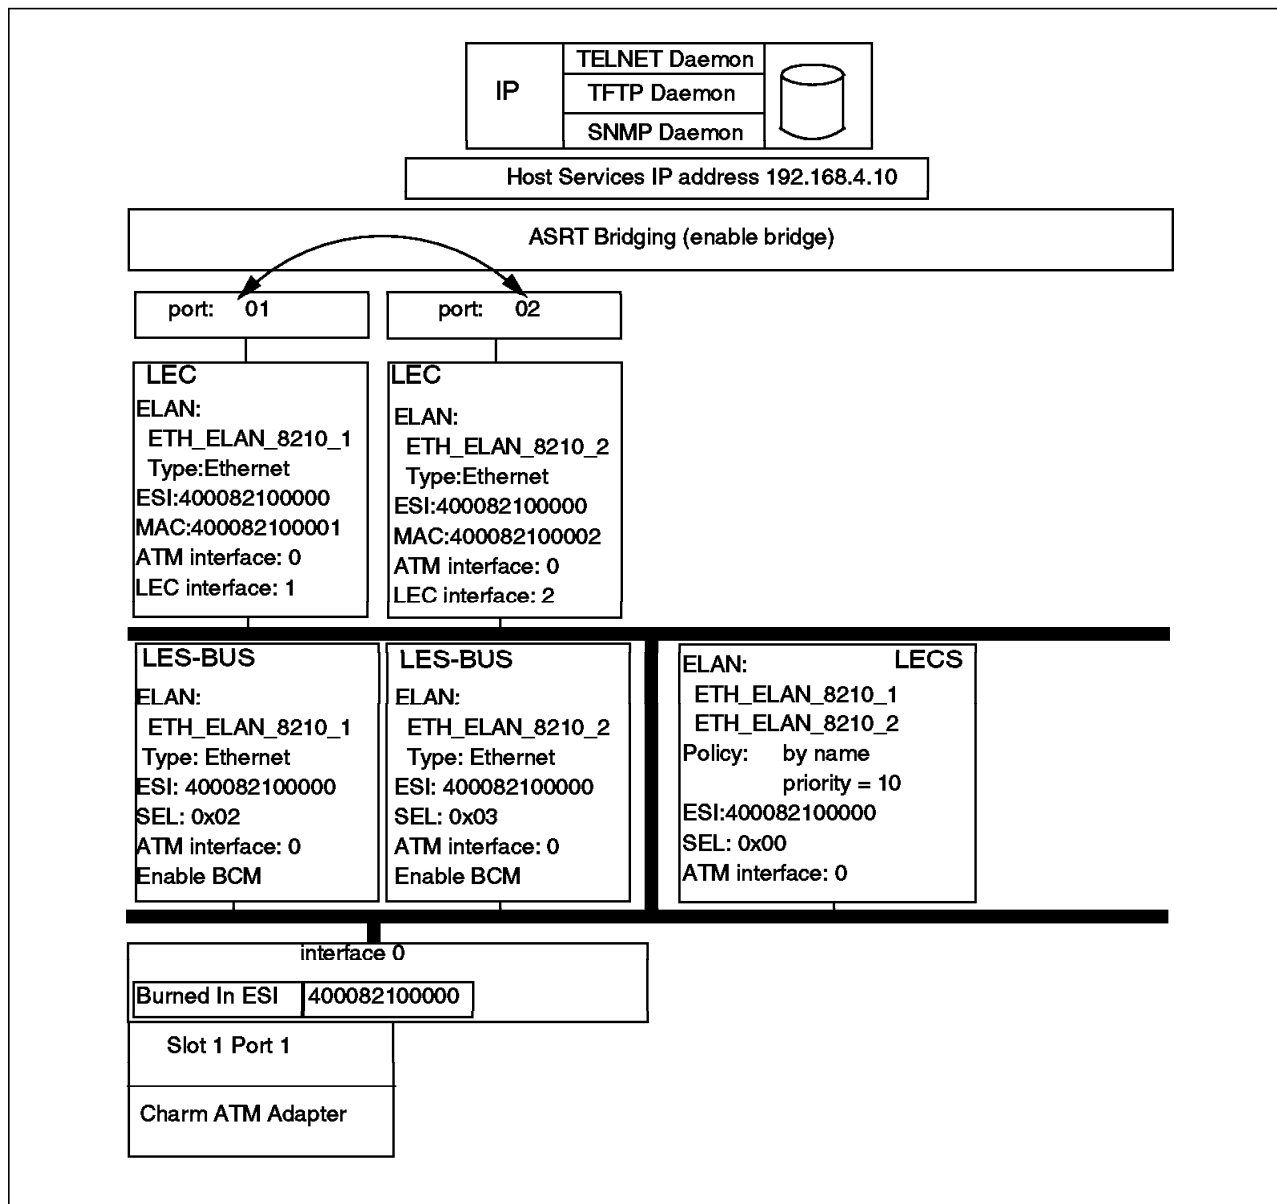 IP
TELNET Daemon
TFTP Daemon
SNMP Daemon
Host Services IP address 192.168.4.10
ASRT Bridging (enable bridge)
port: 01
port: 02
LEC
ELAN:
ETH_ELAN_8210_1
Type:Ethernet
ESI:400082100000
MAC:400082100001
ATM interface: 0
LEC interface: 1
LEC
ELAN:
ETH_ELAN_8210_2
Type:Ethernet
ESI:400082100000
MAC:400082100002
ATM interface: 0
LEC interface: 2
LES-BUS
ELAN:
ETH_ELAN_8210_1
Type: Ethernet
ESI: 400082100000
SEL: 0x02
ATM interface: 0
Enable BCM
LES-BUS
ELAN:
ETH_ELAN_8210_2
Type: Ethernet
ESI: 400082100000
SEL: 0x03
ATM interface: 0
Enable BCM
LECS
ELAN:
ETH_ELAN_8210_1
ETH_ELAN_8210_2
Policy: by name
priority = 10
ESI:400082100000
SEL: 0x00
ATM interface: 0
interface 0
Burned In ESI 400082100000
Slot 1 Port 1
Charm ATM Adapter